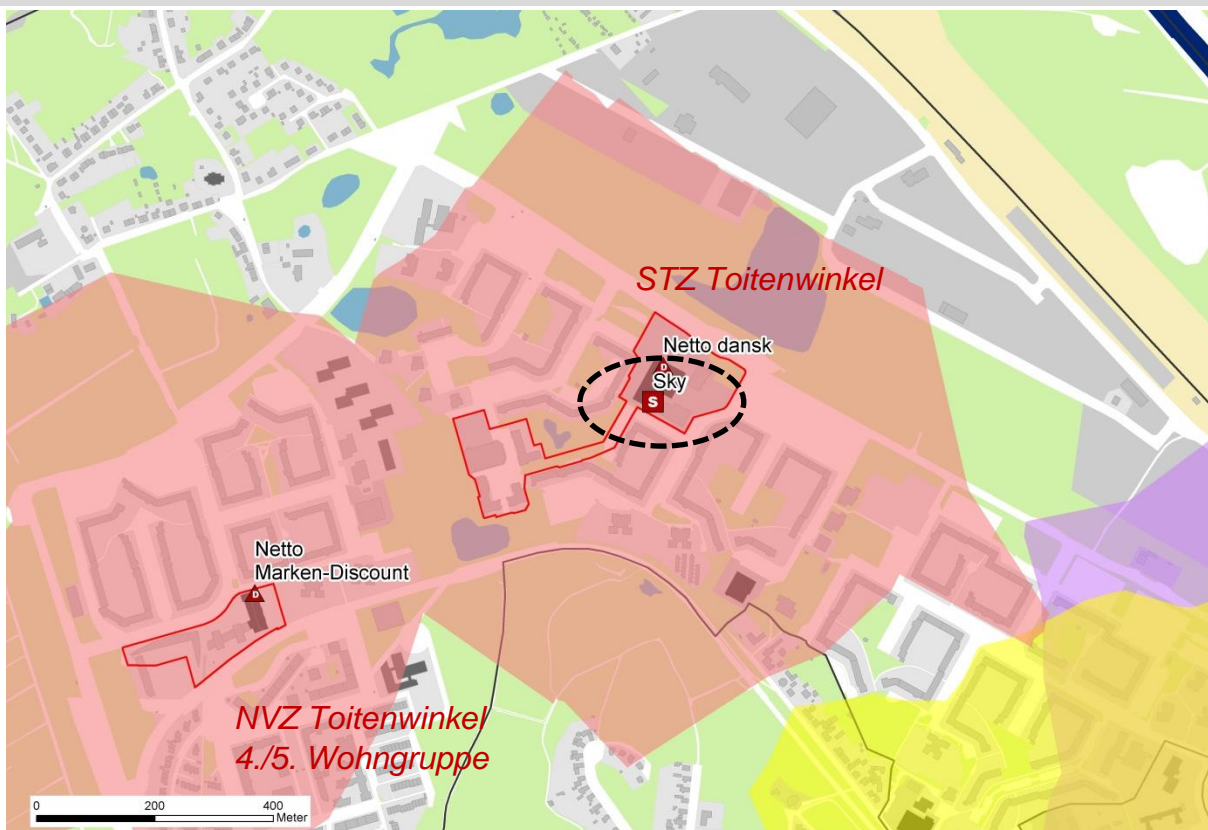 STZ Toitenwinkel
Netto dansk
D
Sky
S
Netto
Marken-Discount
D
NVZ Toitenwinkel
4./5. Wohngruppe
0 200 400
Meter